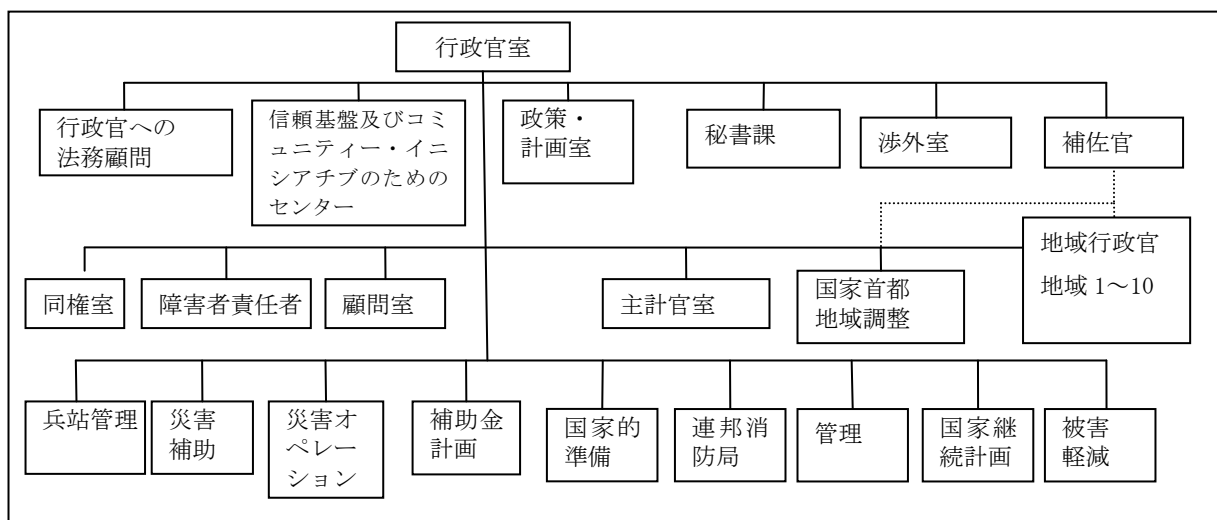 行政官室
行政官への
法務顧問
信頼基盤及びコミ
ュニティー・イニ
シアチブのための
センター
政策・
計画室
秘書課
渉外室
補佐官
同権室
障害者責任者
顧問室
主計官室
国家首都
地域調整
地域行政官
地域 1～10
兵站管理
災害
補助
災害オ
ペレー
ション
補助金
計画
国家的
準備
連邦消
防局
管理
国家継
続計画
被害
軽減